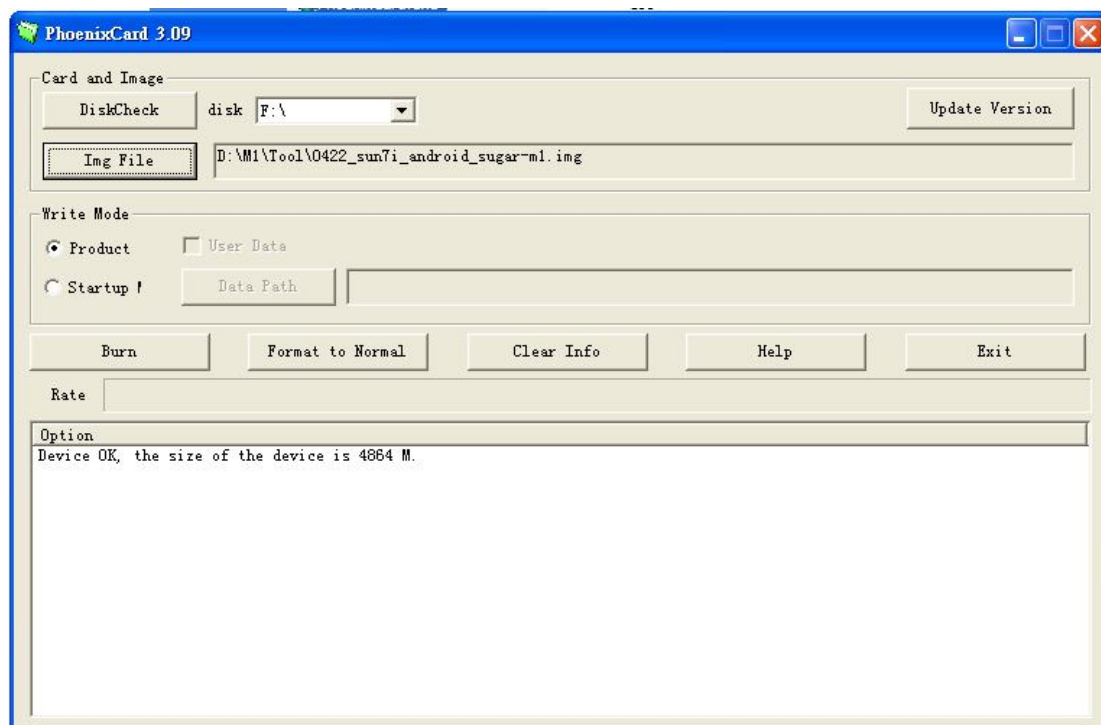 PhoenixCard 3.09
Card and Image
DiskCheck disk F:\ Update Version
Img File D:\M1\Tool\0422_sun7i_android_sugar-m1.img
Write Mode
Product User Data
Startup Data Path
Burn Format to Normal Clear Info Help Exit
Rate
Option
Device OK, the size of the device is 4864 M.